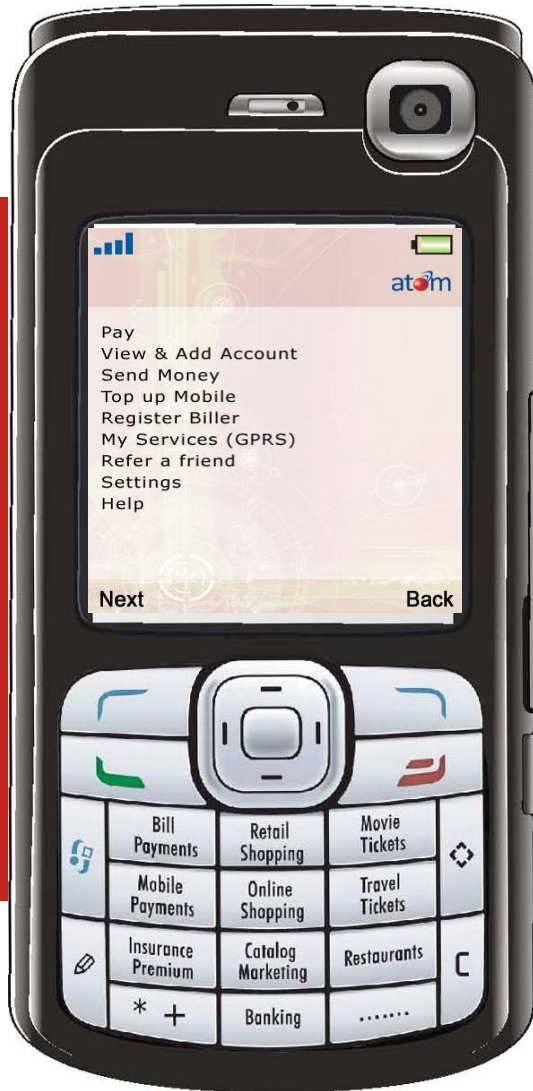 atom
Pay
View & Add Account
Send Money
Top up Mobile
Register Biller
My Services (GPRS)
Refer a friend
Settings
Help
Next Back
Bill
Payments
Retail
Shopping
Movie
Tickets
Mobile
Payments
Online
Shopping
Travel
Tickets
Insurance
Premium
Catalog
Marketing
Restaurants
C
* +
Banking
.......